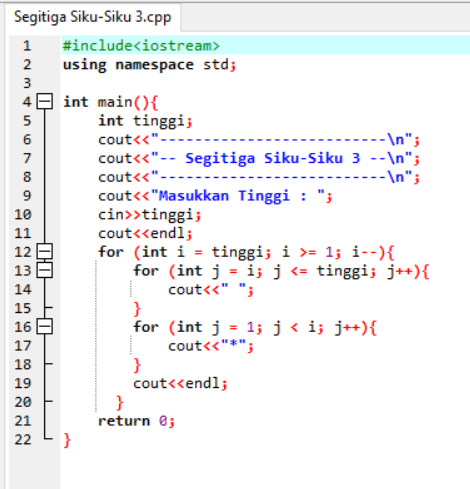 Segitiga Siku-Siku 3.cpp
1 #include<iostream>
2 using namespace std;
3
4 int main(){
5 int tinggi;
6 cout<<"--------------------------\n";
7 cout<<"-- Segitiga Siku-Siku 3 --\n";
8 cout<<"--------------------------\n";
9 cout<<"Masukkan Tinggi : ";
10 cin>>tinggi;
11 cout<<endl;
12 for (int i = tinggi; i >= 1; i--){
13 for (int j = i; j <= tinggi; j++){
14 cout<<" ";
15 }
16 for (int j = 1; j < i; j++){
17 cout<<"*";
18 }
19 cout<<endl;
20 }
21 return 0;
22 }